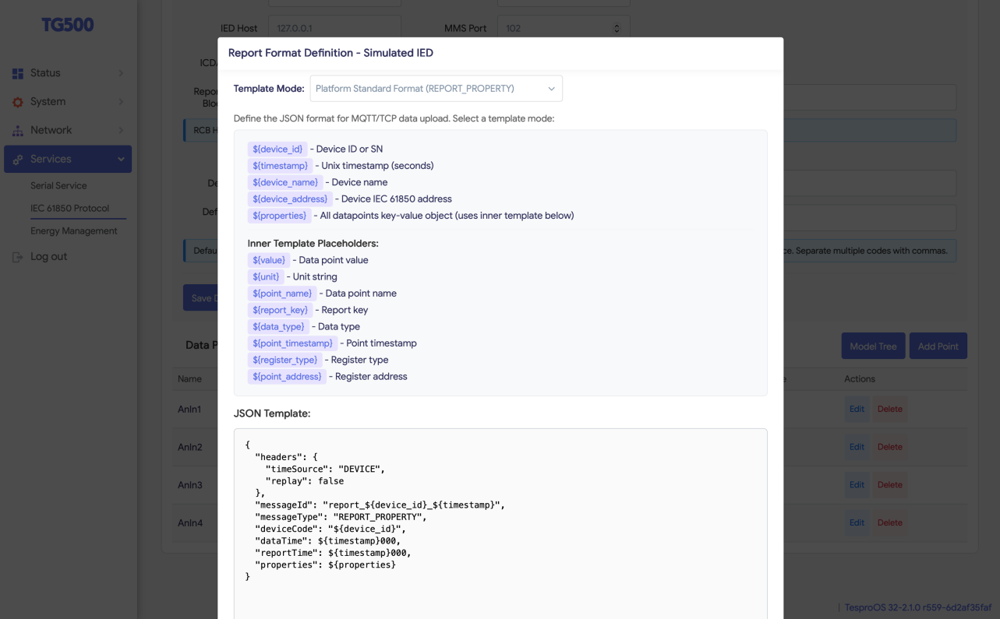 TG500
Status
System
Network
Services
Serial Service
IEC 61850 Protocol
Energy Management
Log out
IED Host 127.0.0.1 MMS Port 102
Report Format Definition - Simulated IED
Template Mode: Platform Standard Format (REPORT_PROPERTY)
Define the JSON format for MQTT/TCP data upload. Select a template mode:
${device_id} - Device ID or SN
${timestamp} - Unix timestamp (seconds)
${device_name} - Device name
${device_address} - Device IEC 61850 address
${properties} - All datapoints key-value object (uses inner template below)
Inner Template Placeholders:
${value} - Data point value
${unit} - Unit string
${point_name} - Data point name
${report_key} - Report key
${data_type} - Data type
${point_timestamp} - Point timestamp
${register_type} - Register type
${point_address} - Register address
JSON Template:
{
"headers": {
"timeSource": "DEVICE",
"replay": false
},
"messageId": "report_${device_id}_${timestamp}",
"messageType": "REPORT_PROPERTY",
"deviceCode": "${device_id}",
"dataTime": ${timestamp}000,
"reportTime": ${timestamp}000,
"properties": ${properties}
}
ICD
Repor
Bloc
RCB H
De
Def
Defau
ce. Separate multiple codes with commas.
Save D
Data P
Model Tree Add Point
Name Actions
AnIn1 Edit Delete
AnIn2 Edit Delete
AnIn3 Edit Delete
AnIn4 Edit Delete
| TesproOS 32-2.1.0 r559-6d2af35faf